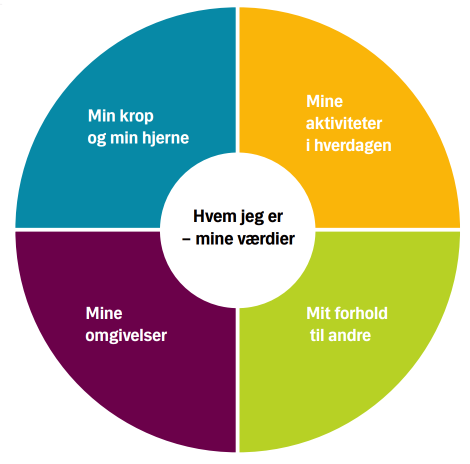 Min krop
og min hjerne
Mine
aktiviteter
i hverdagen
Hvem jeg er
– mine værdier
Mine
omgivelser
Mit forhold
til andre